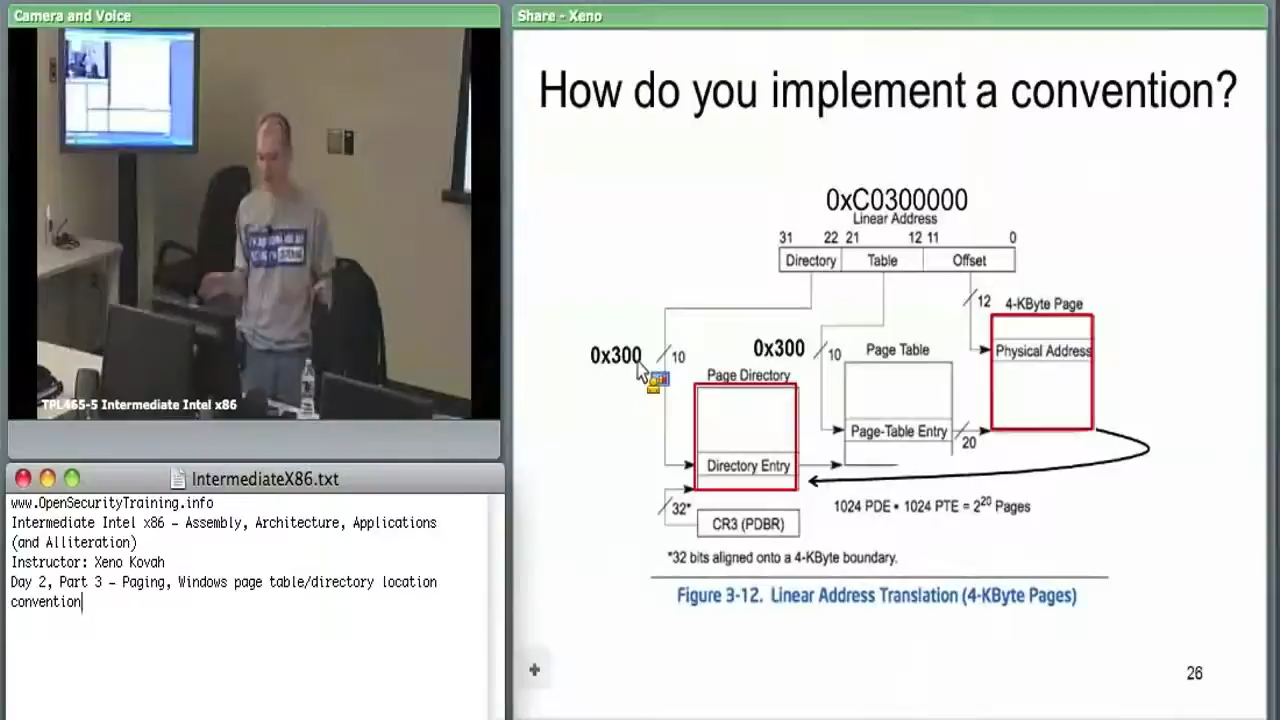 Camera and Voice
TPL465-5 Intermediate Intel x86
IntermediateX86.txt
www.OpenSecurityTraining.info
Intermediate Intel x86 – Assembly, Architecture, Applications
(and Alliteration)
Instructor: Xeno Kovah
Day 2, Part 3 – Paging, Windows page table/directory location
convention
Share - Xeno
How do you implement a convention?
0xC0300000
Linear Address
31 22 21 12 11 0
Directory Table Offset
12
4-KByte Page
0x300
10
0x300
10
Page Table
Physical Address
Page Directory
Page-Table Entry
20
Directory Entry
32*
CR3 (PDBR)
1024 PDE * 1024 PTE = 2^20 Pages
*32 bits aligned onto a 4-KByte boundary.
Figure 3-12. Linear Address Translation (4-KByte Pages)
26